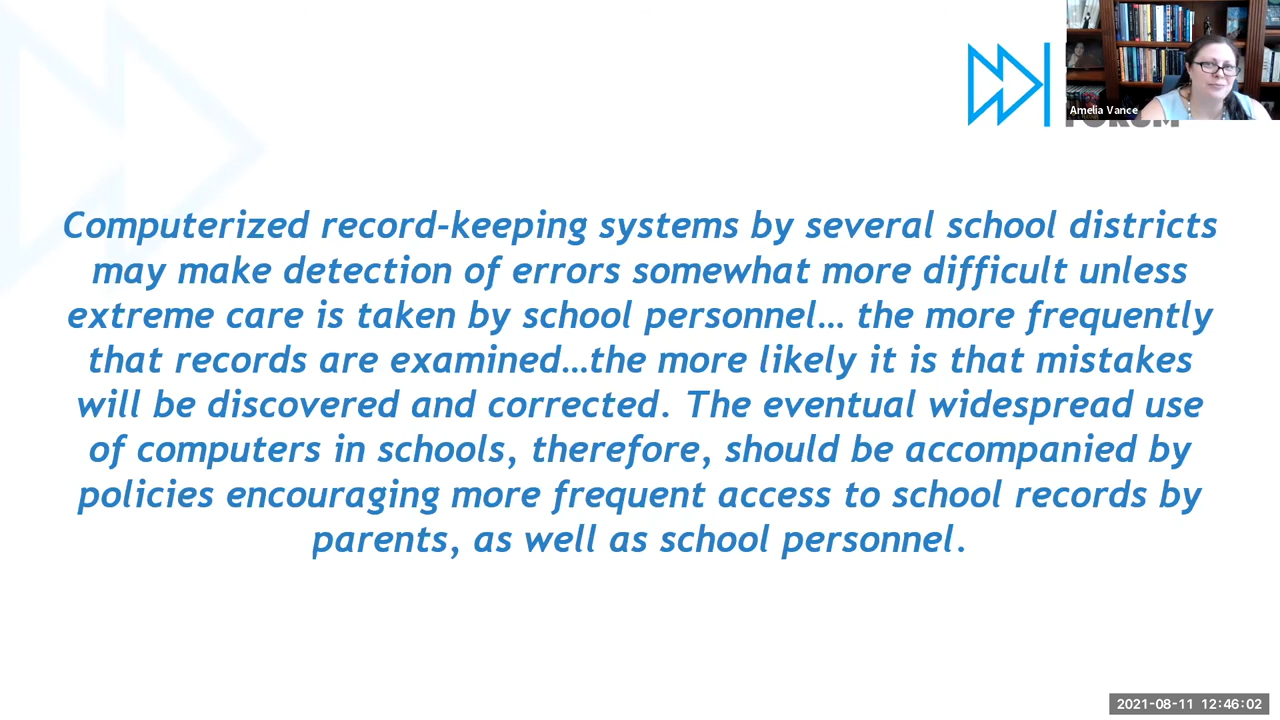 Amelia Vance
Computerized record-keeping systems by several school districts
may make detection of errors somewhat more difficult unless
extreme care is taken by school personnel… the more frequently
that records are examined…the more likely it is that mistakes
will be discovered and corrected. The eventual widespread use
of computers in schools, therefore, should be accompanied by
policies encouraging more frequent access to school records by
parents, as well as school personnel.
2021-08-11 12:46:02